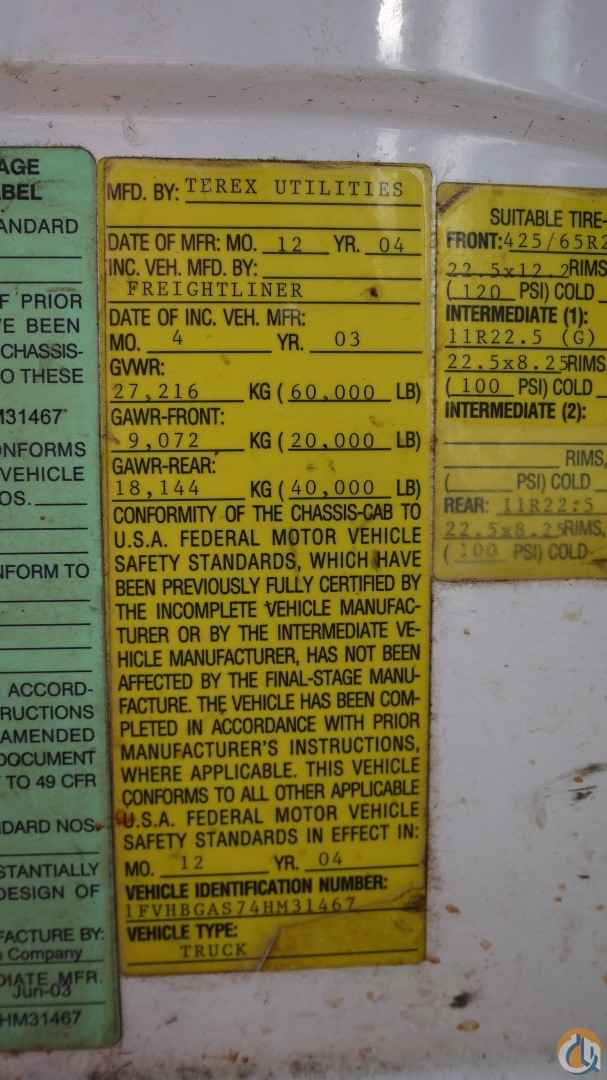 AGE
ABEL
ANDARD
F PRIOR
VE BEEN
CHASSIS-
O THESE
M31467
ONFORMS
VEHICLE
OS.
NFORM TO
ACCORD-
RUCTIONS
AMENDED
DOCUMENT
TO 49 CFR
DARD NOS.
STANTIALLY
DESIGN OF
FACTURE BY:
Company
DIATE MFR.
Jun-03
HM31467
MFD. BY: TEREX UTILITIES
DATE OF MFR: MO. 12 YR. 04
INC. VEH. MFD. BY:
FREIGHTLINER
DATE OF INC. VEH. MFR:
MO. 4 YR. 03
GVWR:
27,216 KG ( 60,000 LB)
GAWR-FRONT:
9,072 KG ( 20,000 LB)
GAWR-REAR:
18,144 KG ( 40,000 LB)
CONFORMITY OF THE CHASSIS-CAB TO
U.S.A. FEDERAL MOTOR VEHICLE
SAFETY STANDARDS, WHICH HAVE
BEEN PREVIOUSLY FULLY CERTIFIED BY
THE INCOMPLETE VEHICLE MANUFAC-
TURER OR BY THE INTERMEDIATE VE-
HICLE MANUFACTURER, HAS NOT BEEN
AFFECTED BY THE FINAL-STAGE MANU-
FACTURE. THE VEHICLE HAS BEEN COM-
PLETED IN ACCORDANCE WITH PRIOR
MANUFACTURER'S INSTRUCTIONS,
WHERE APPLICABLE. THIS VEHICLE
CONFORMS TO ALL OTHER APPLICABLE
U.S.A. FEDERAL MOTOR VEHICLE
SAFETY STANDARDS IN EFFECT IN:
MO. 12 YR. 04
VEHICLE IDENTIFICATION NUMBER:
1FVHBGAS74HM31467
VEHICLE TYPE:
TRUCK
SUITABLE TIRE-
FRONT: 425/65R2
22.5x12.2 RIMS
( 120 PSI) COLD
INTERMEDIATE (1):
11R22.5 (G)
22.5x8.25 RIMS
( 100 PSI) COLD
INTERMEDIATE (2):
RIMS,
( PSI) COLD
REAR: 11R22.5
22.5x8.25 RIMS,
( 100 PSI) COLD